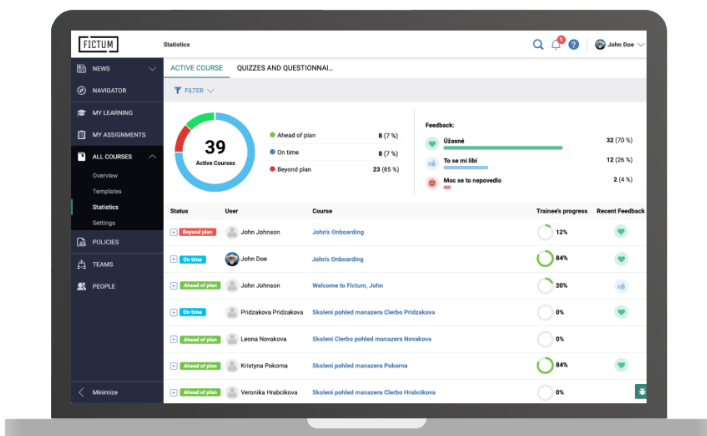 FICTUM
Statistics
1
John Doe
NEWS
NAVIGATOR
MY LEARNING
MY ASSIGNMENTS
ALL COURSES
Overview
Templates
Statistics
Settings
POLICIES
TEAMS
PEOPLE
Minimize
ACTIVE COURSE QUIZZES AND QUESTIONNAI...
FILTER
39
Active Courses
Ahead of plan 8 (7 %)
On time 8 (7 %)
Beyond plan 23 (85 %)
Feedback:
Úžasné 32 (70 %)
To se mi líbí 12 (26 %)
Moc se to nepovedlo 2 (4 %)
Status User Course Trainee's progress Recent Feedback
Beyond plan John Johnson John's Onboarding 12%
On time John Doe John's Onboarding 84%
Ahead of plan John Johnson Welcome to Fictum, John 20%
On time Pridzakova Pridzakova Skoleni pohled manazera Clerbo Pridzakova 0%
Ahead of plan Leona Novakova Skoleni Clerbo pohled manazera Novakova 0%
Ahead of plan Kristyna Pokorna Skoleni pohled manazera Pokorna 84%
Ahead of plan Veronika Hrabcikova Skoleni pohled manazera Clerbo Hrabcikova 0%